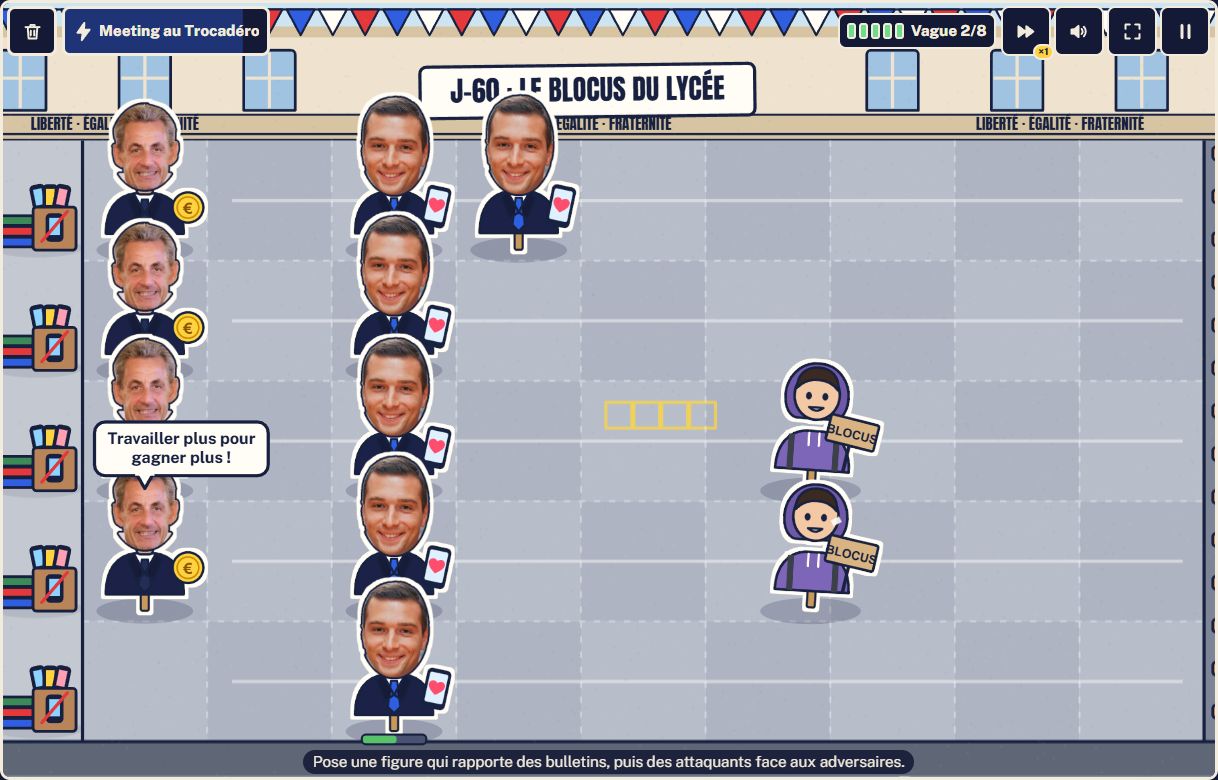 Meeting au Trocadéro
Vague 2/8
×1
J-60 · LE BLOCUS DU LYCÉE
LIBERTÉ · ÉGAL
ITÉ
ÉGALITÉ · FRATERNITÉ
LIBERTÉ · ÉGALITÉ · FRATERNITÉ
€
€
BLOCUS
Travailler plus pour
gagner plus !
BLOCUS
€
Pose une figure qui rapporte des bulletins, puis des attaquants face aux adversaires.